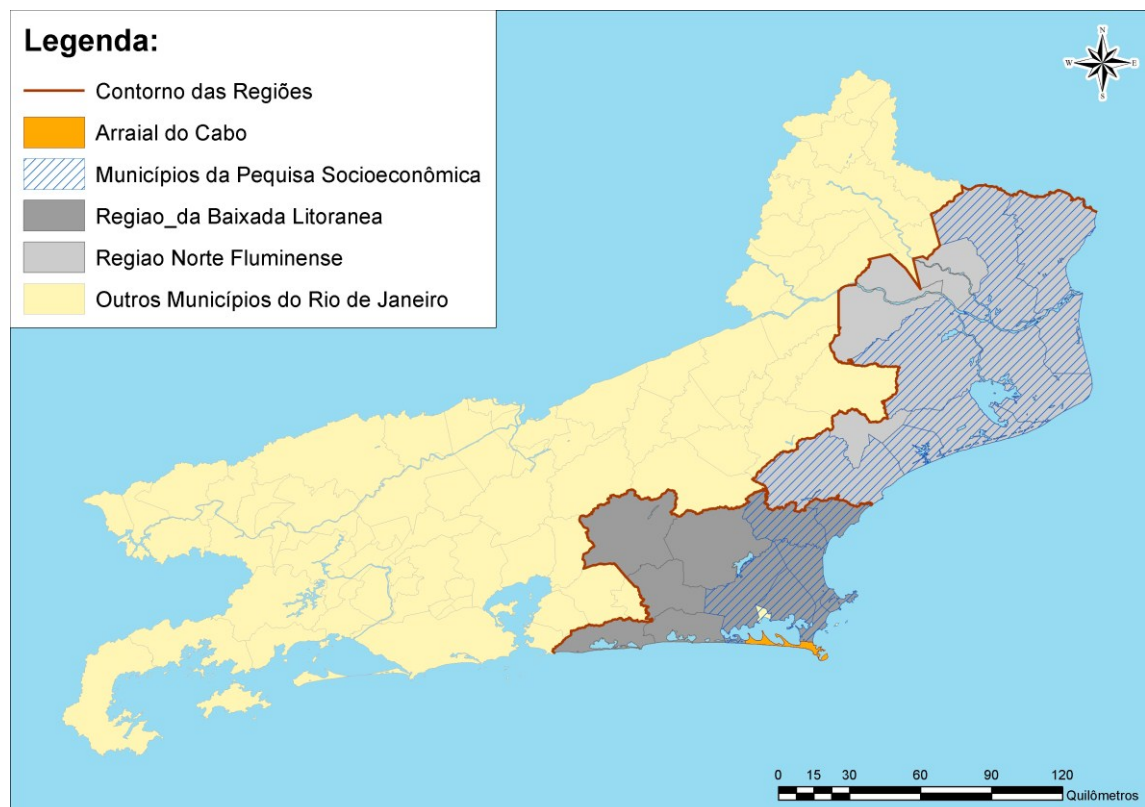 Legenda:
Contorno das Regiões
Arraial do Cabo
Municípios da Pequisa Socioeconômica
Regiao_da Baixada Litoranea
Regiao Norte Fluminense
Outros Municípios do Rio de Janeiro
N
W E
S
0 15 30 60 90 120
Quilômetros